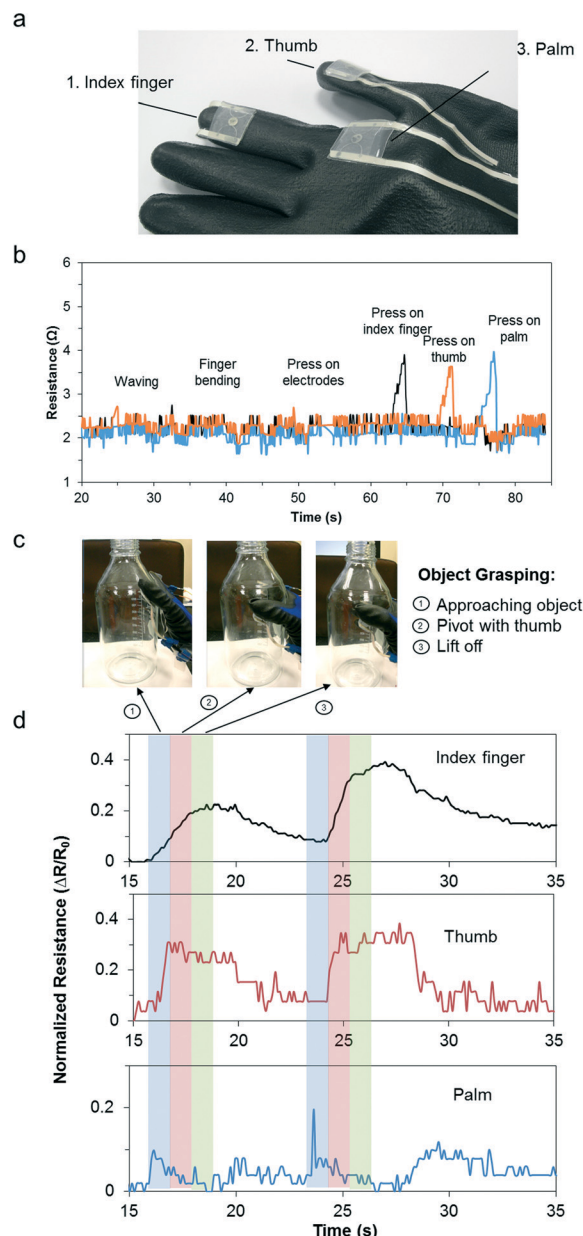 a
2. Thumb
3. Palm
1. Index finger
b
6
5
4
3
2
1
Resistance (Ω)
Waving
Finger
bending
Press on
electrodes
Press on
index finger
Press on
thumb
Press on
palm
20 30 40 50 60 70 80
Time (s)
c
Object Grasping:
① Approaching object
② Pivot with thumb
③ Lift off
① ② ③
d
Normalized Resistance (ΔR/R₀)
Index finger
0.4
0.2
0
15 20 25 30 35
Thumb
0.4
0.2
0
15 20 25 30 35
Palm
0.2
0
15 20 25 30 35
Time (s)